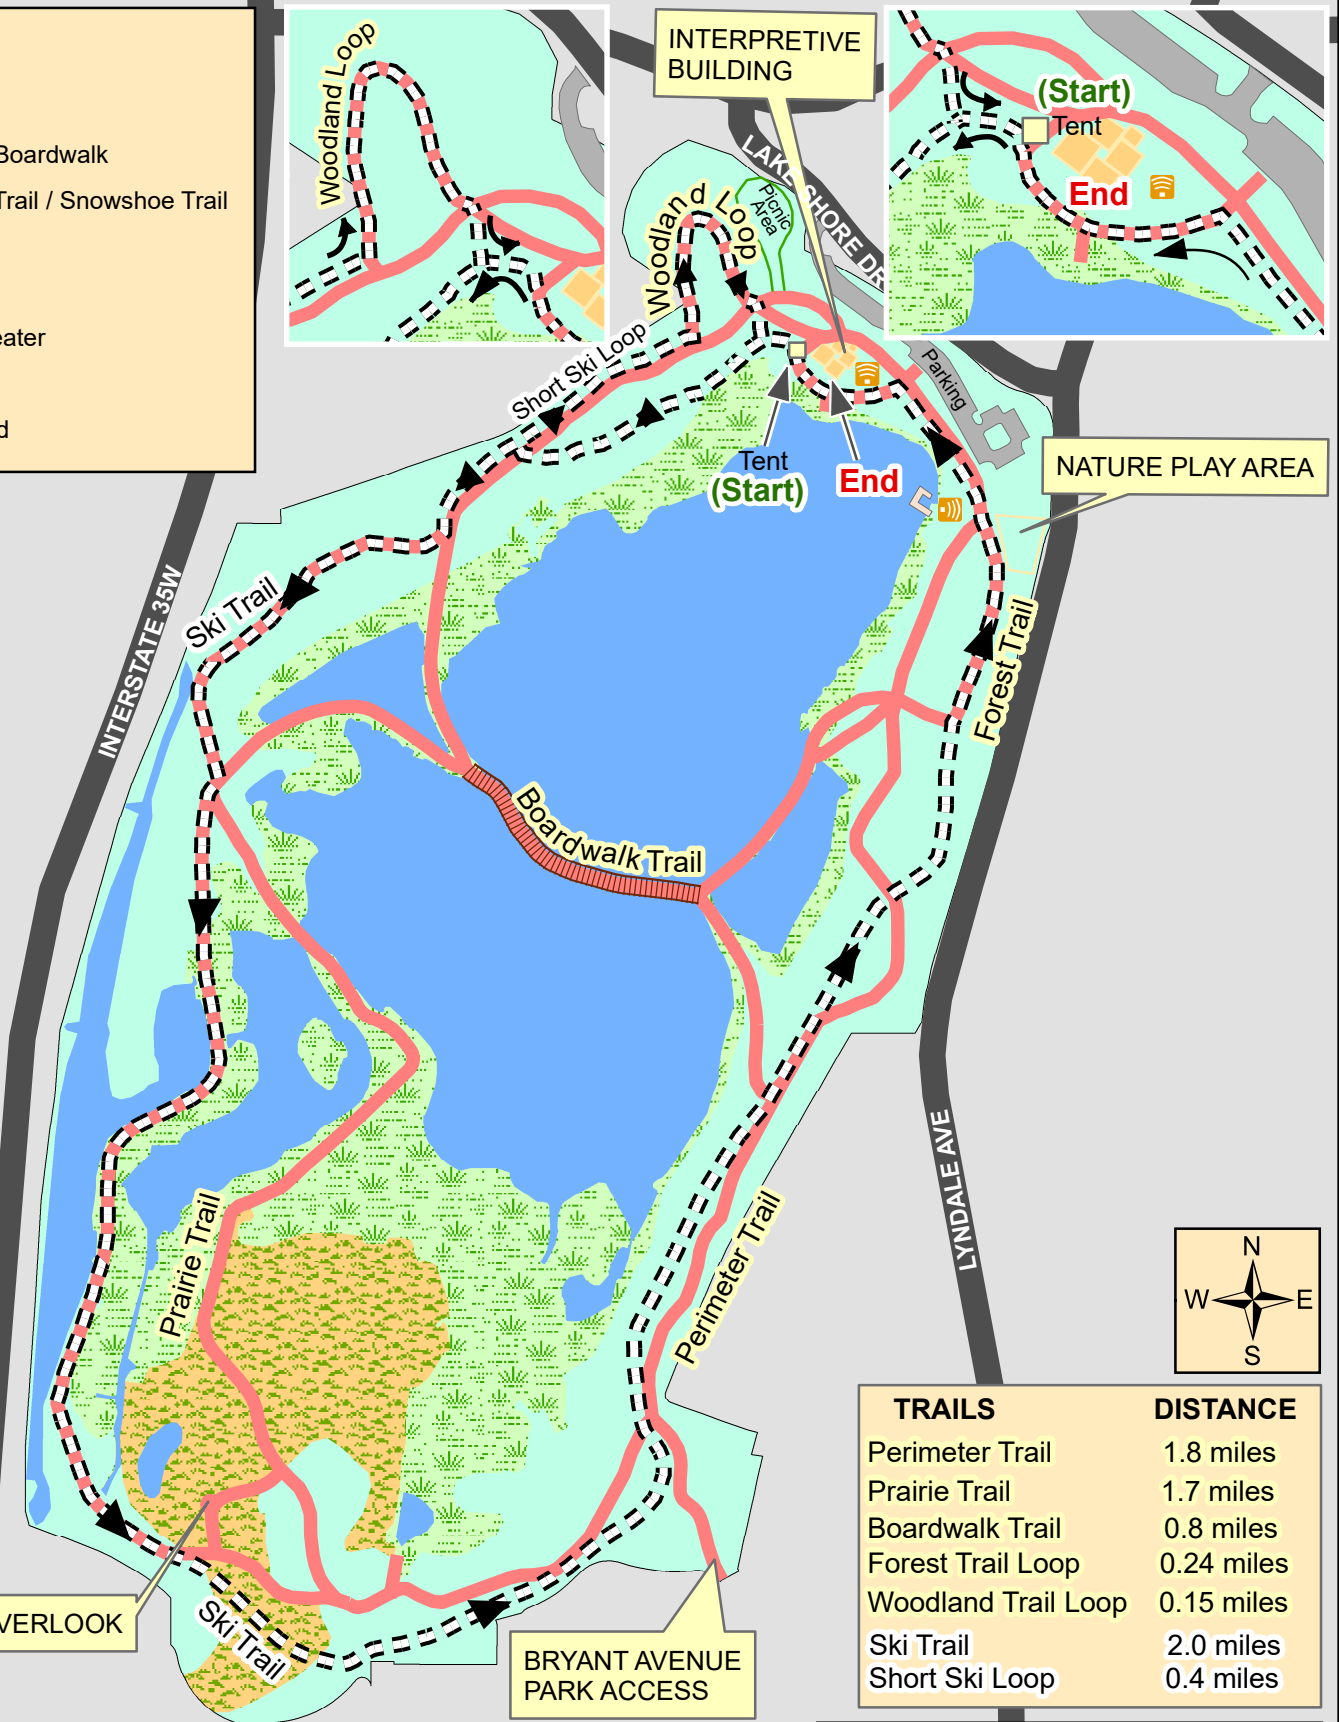 Boardwalk
Trail / Snowshoe Trail
Woodland Loop
INTERPRETIVE
BUILDING
(Start)
Tent
End
LAKE SHORE DR
Picnic
Area
Woodland Loop
Short Ski Loop
Parking
Tent
(Start)
End
NATURE PLAY AREA
Ski Trail
INTERSTATE 35W
Forest Trail
Boardwalk Trail
LYNDALE AVE
Prairie Trail
Perimeter Trail
N
W E
S
VERLOOK
Ski Trail
BRYANT AVENUE
PARK ACCESS
TRAILS DISTANCE
Perimeter Trail 1.8 miles
Prairie Trail 1.7 miles
Boardwalk Trail 0.8 miles
Forest Trail Loop 0.24 miles
Woodland Trail Loop 0.15 miles
Ski Trail 2.0 miles
Short Ski Loop 0.4 miles